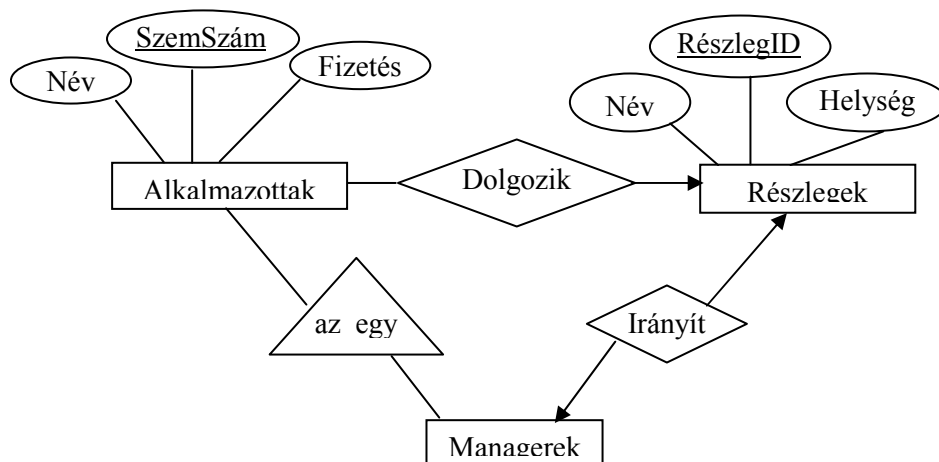 SzemSzám
Név
Fizetés
RészlegID
Név
Helység
Alkalmazottak
Dolgozik
Részlegek
az egy
Irányít
Managerek